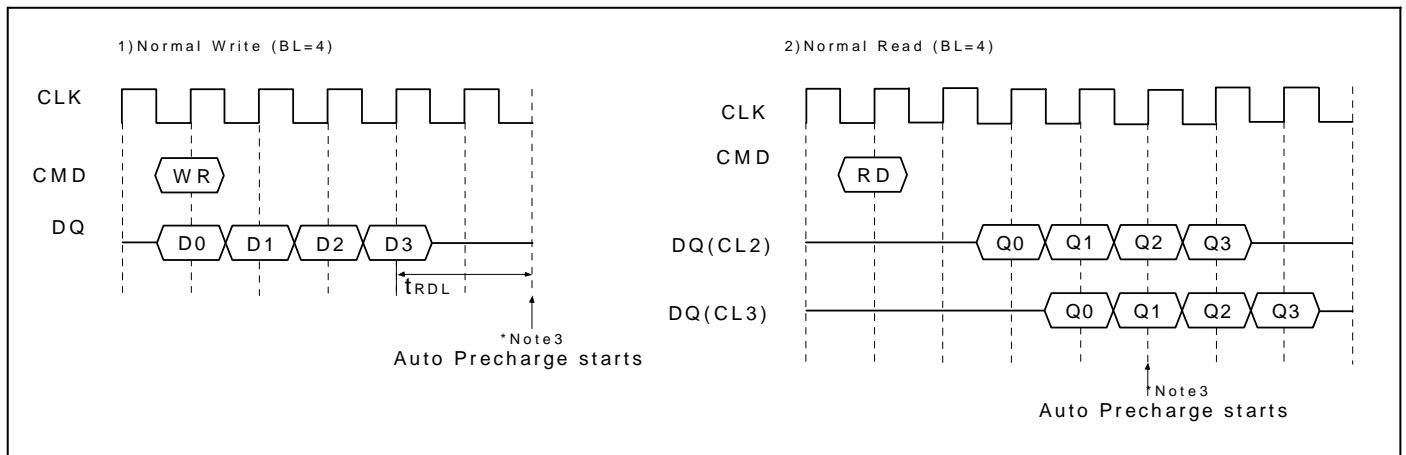 1)Normal Write (BL=4)
CLK
CMD
WR
DQ
D0 D1 D2 D3
tRDL
*Note3
Auto Precharge starts
2)Normal Read (BL=4)
CLK
CMD
RD
DQ(CL2)
Q0 Q1 Q2 Q3
DQ(CL3)
Q0 Q1 Q2 Q3
*Note3
Auto Precharge starts